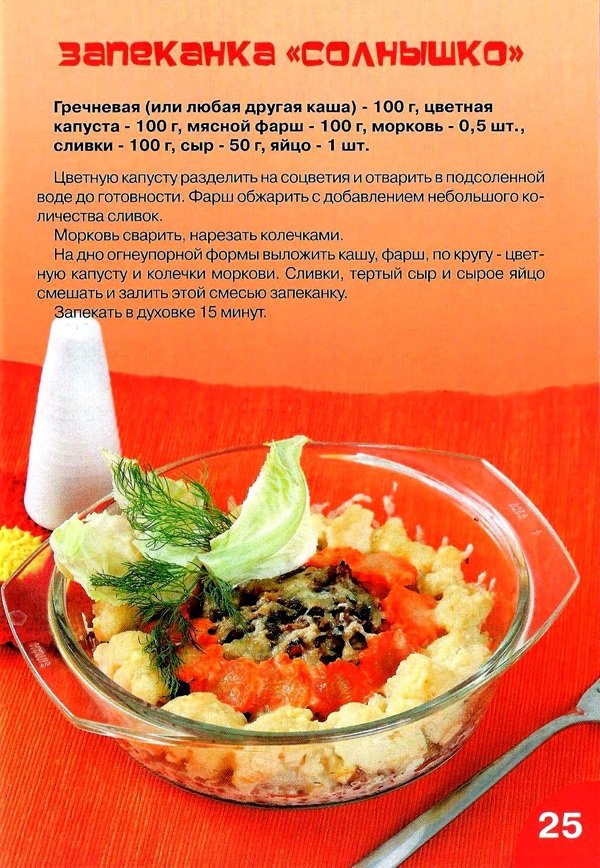 ЗАПЕКАНКА «СОЛНЫШКО»
Гречневая (или любая другая каша) - 100 г, цветная
капуста - 100 г, мясной фарш - 100 г, морковь - 0,5 шт.,
сливки - 100 г, сыр - 50 г, яйцо - 1 шт.
Цветную капусту разделить на соцветия и отварить в подсоленной
воде до готовности. Фарш обжарить с добавлением небольшого ко-
личества сливок.
Морковь сварить, нарезать колечками.
На дно огнеупорной формы выложить кашу, фарш, по кругу - цвет-
ную капусту и колечки моркови. Сливки, тертый сыр и сырое яйцо
смешать и залить этой смесью запеканку.
Запекать в духовке 15 минут.
25